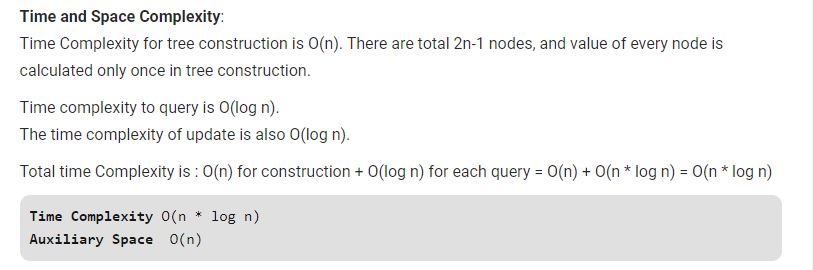 Time and Space Complexity:
Time Complexity for tree construction is O(n). There are total 2n-1 nodes, and value of every node is
calculated only once in tree construction.
Time complexity to query is O(log n).
The time complexity of update is also O(log n).
Total time Complexity is : O(n) for construction + O(log n) for each query = O(n) + O(n * log n) = O(n * log n)
Time Complexity O(n * log n)
Auxiliary Space  O(n)